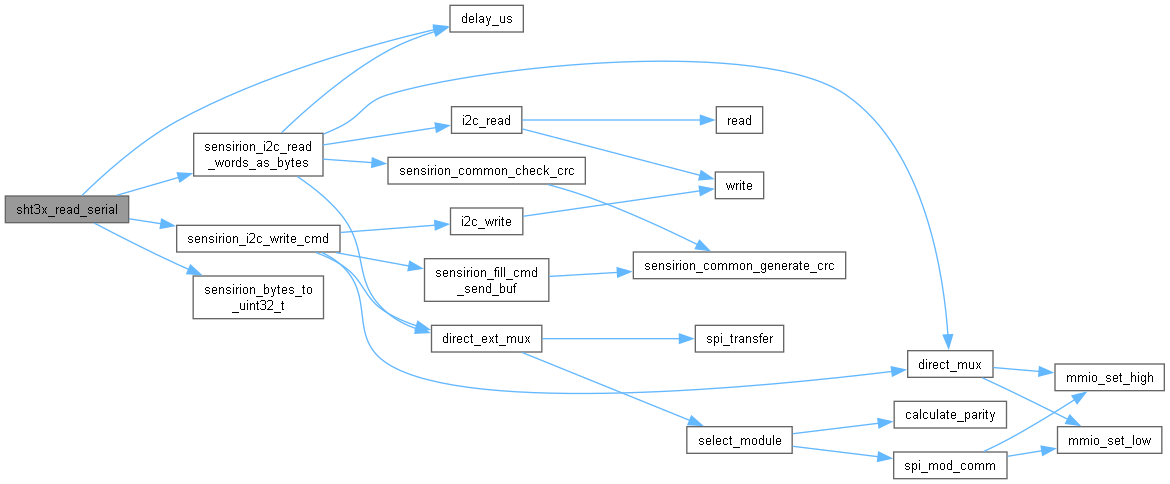 delay_us
i2c_read
read
sensirion_i2c_read
_words_as_bytes
sensirion_common_check_crc
write
sht3x_read_serial
i2c_write
sensirion_i2c_write_cmd
sensirion_common_generate_crc
sensirion_fill_cmd
_send_buf
sensirion_bytes_to
_uint32_t
direct_ext_mux
spi_transfer
direct_mux
mmio_set_high
calculate_parity
select_module
mmio_set_low
spi_mod_comm